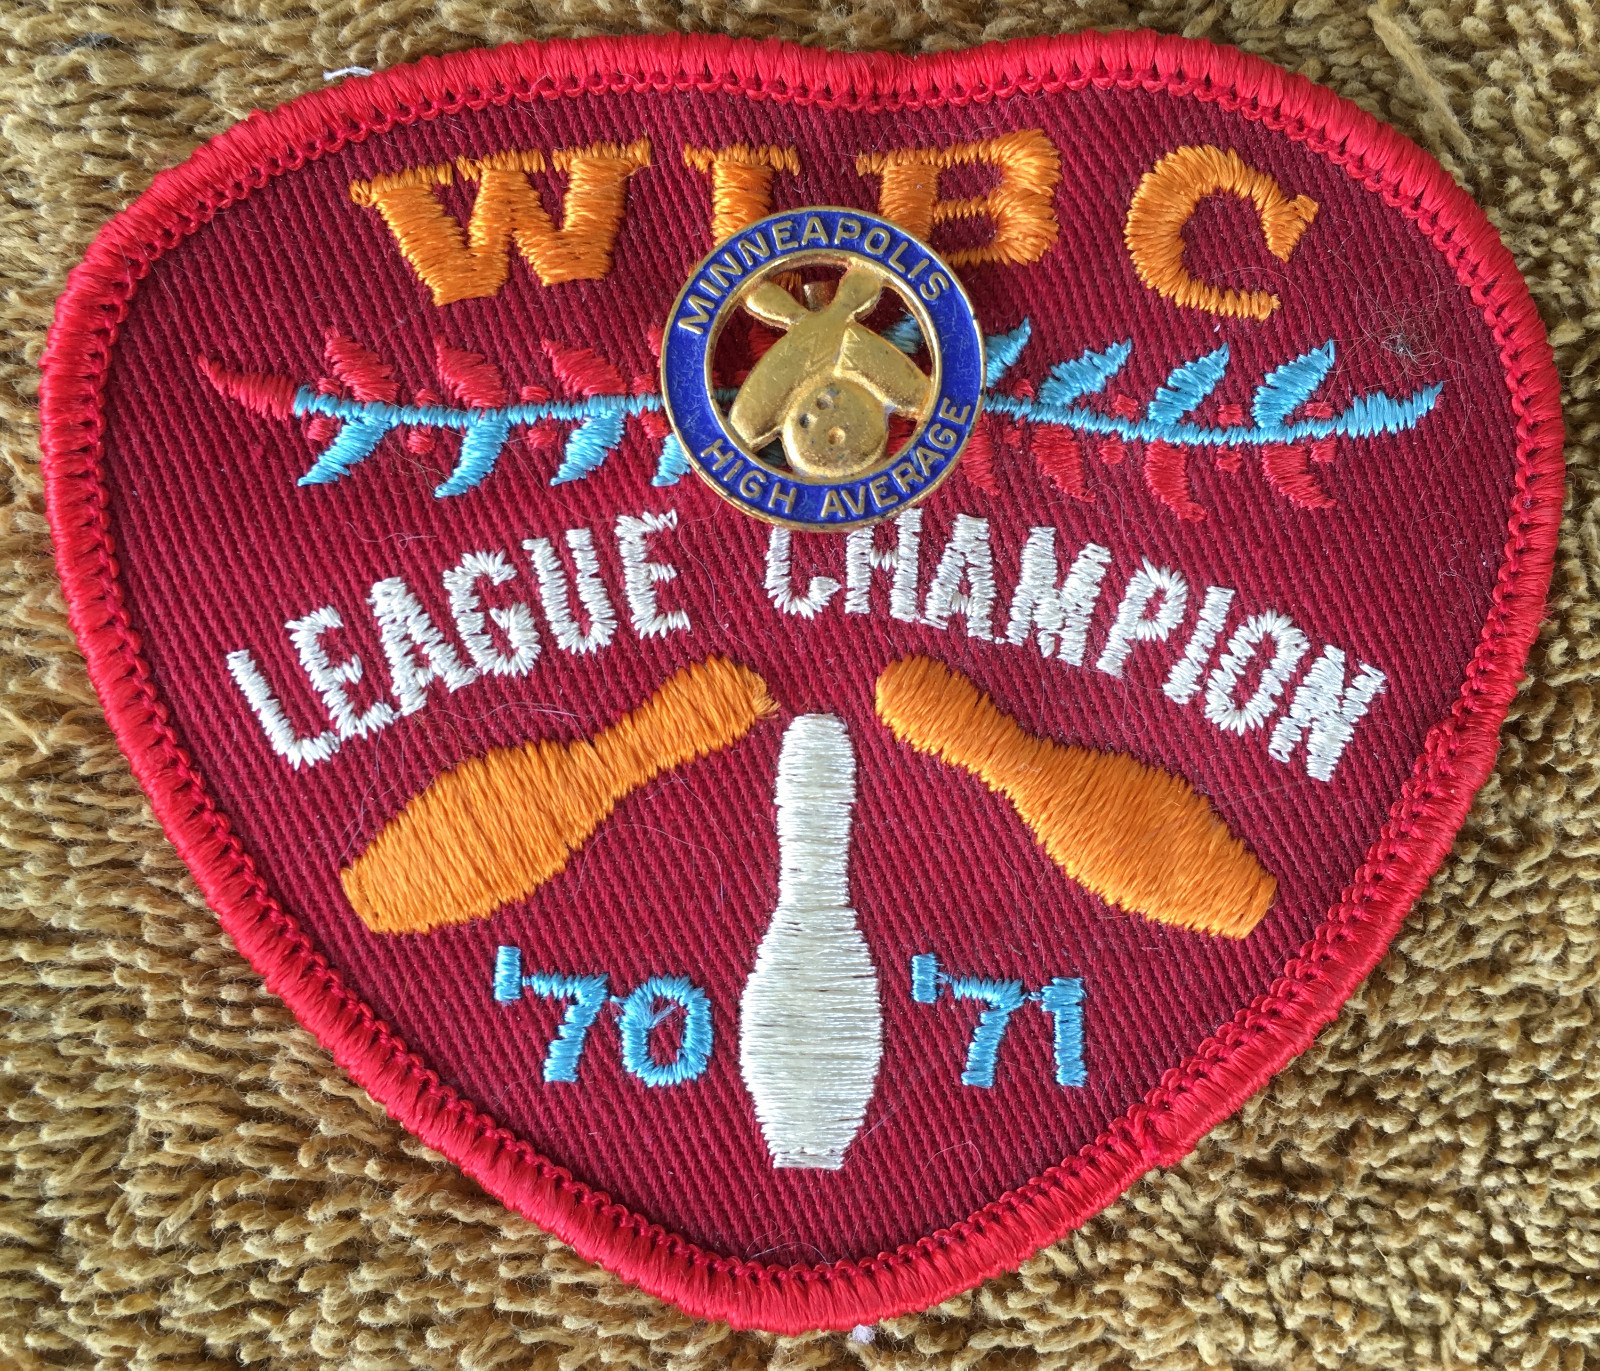 WIBC
MINNEAPOLIS
HIGH AVERAGE
LEAGUE CHAMPION
'70 '71